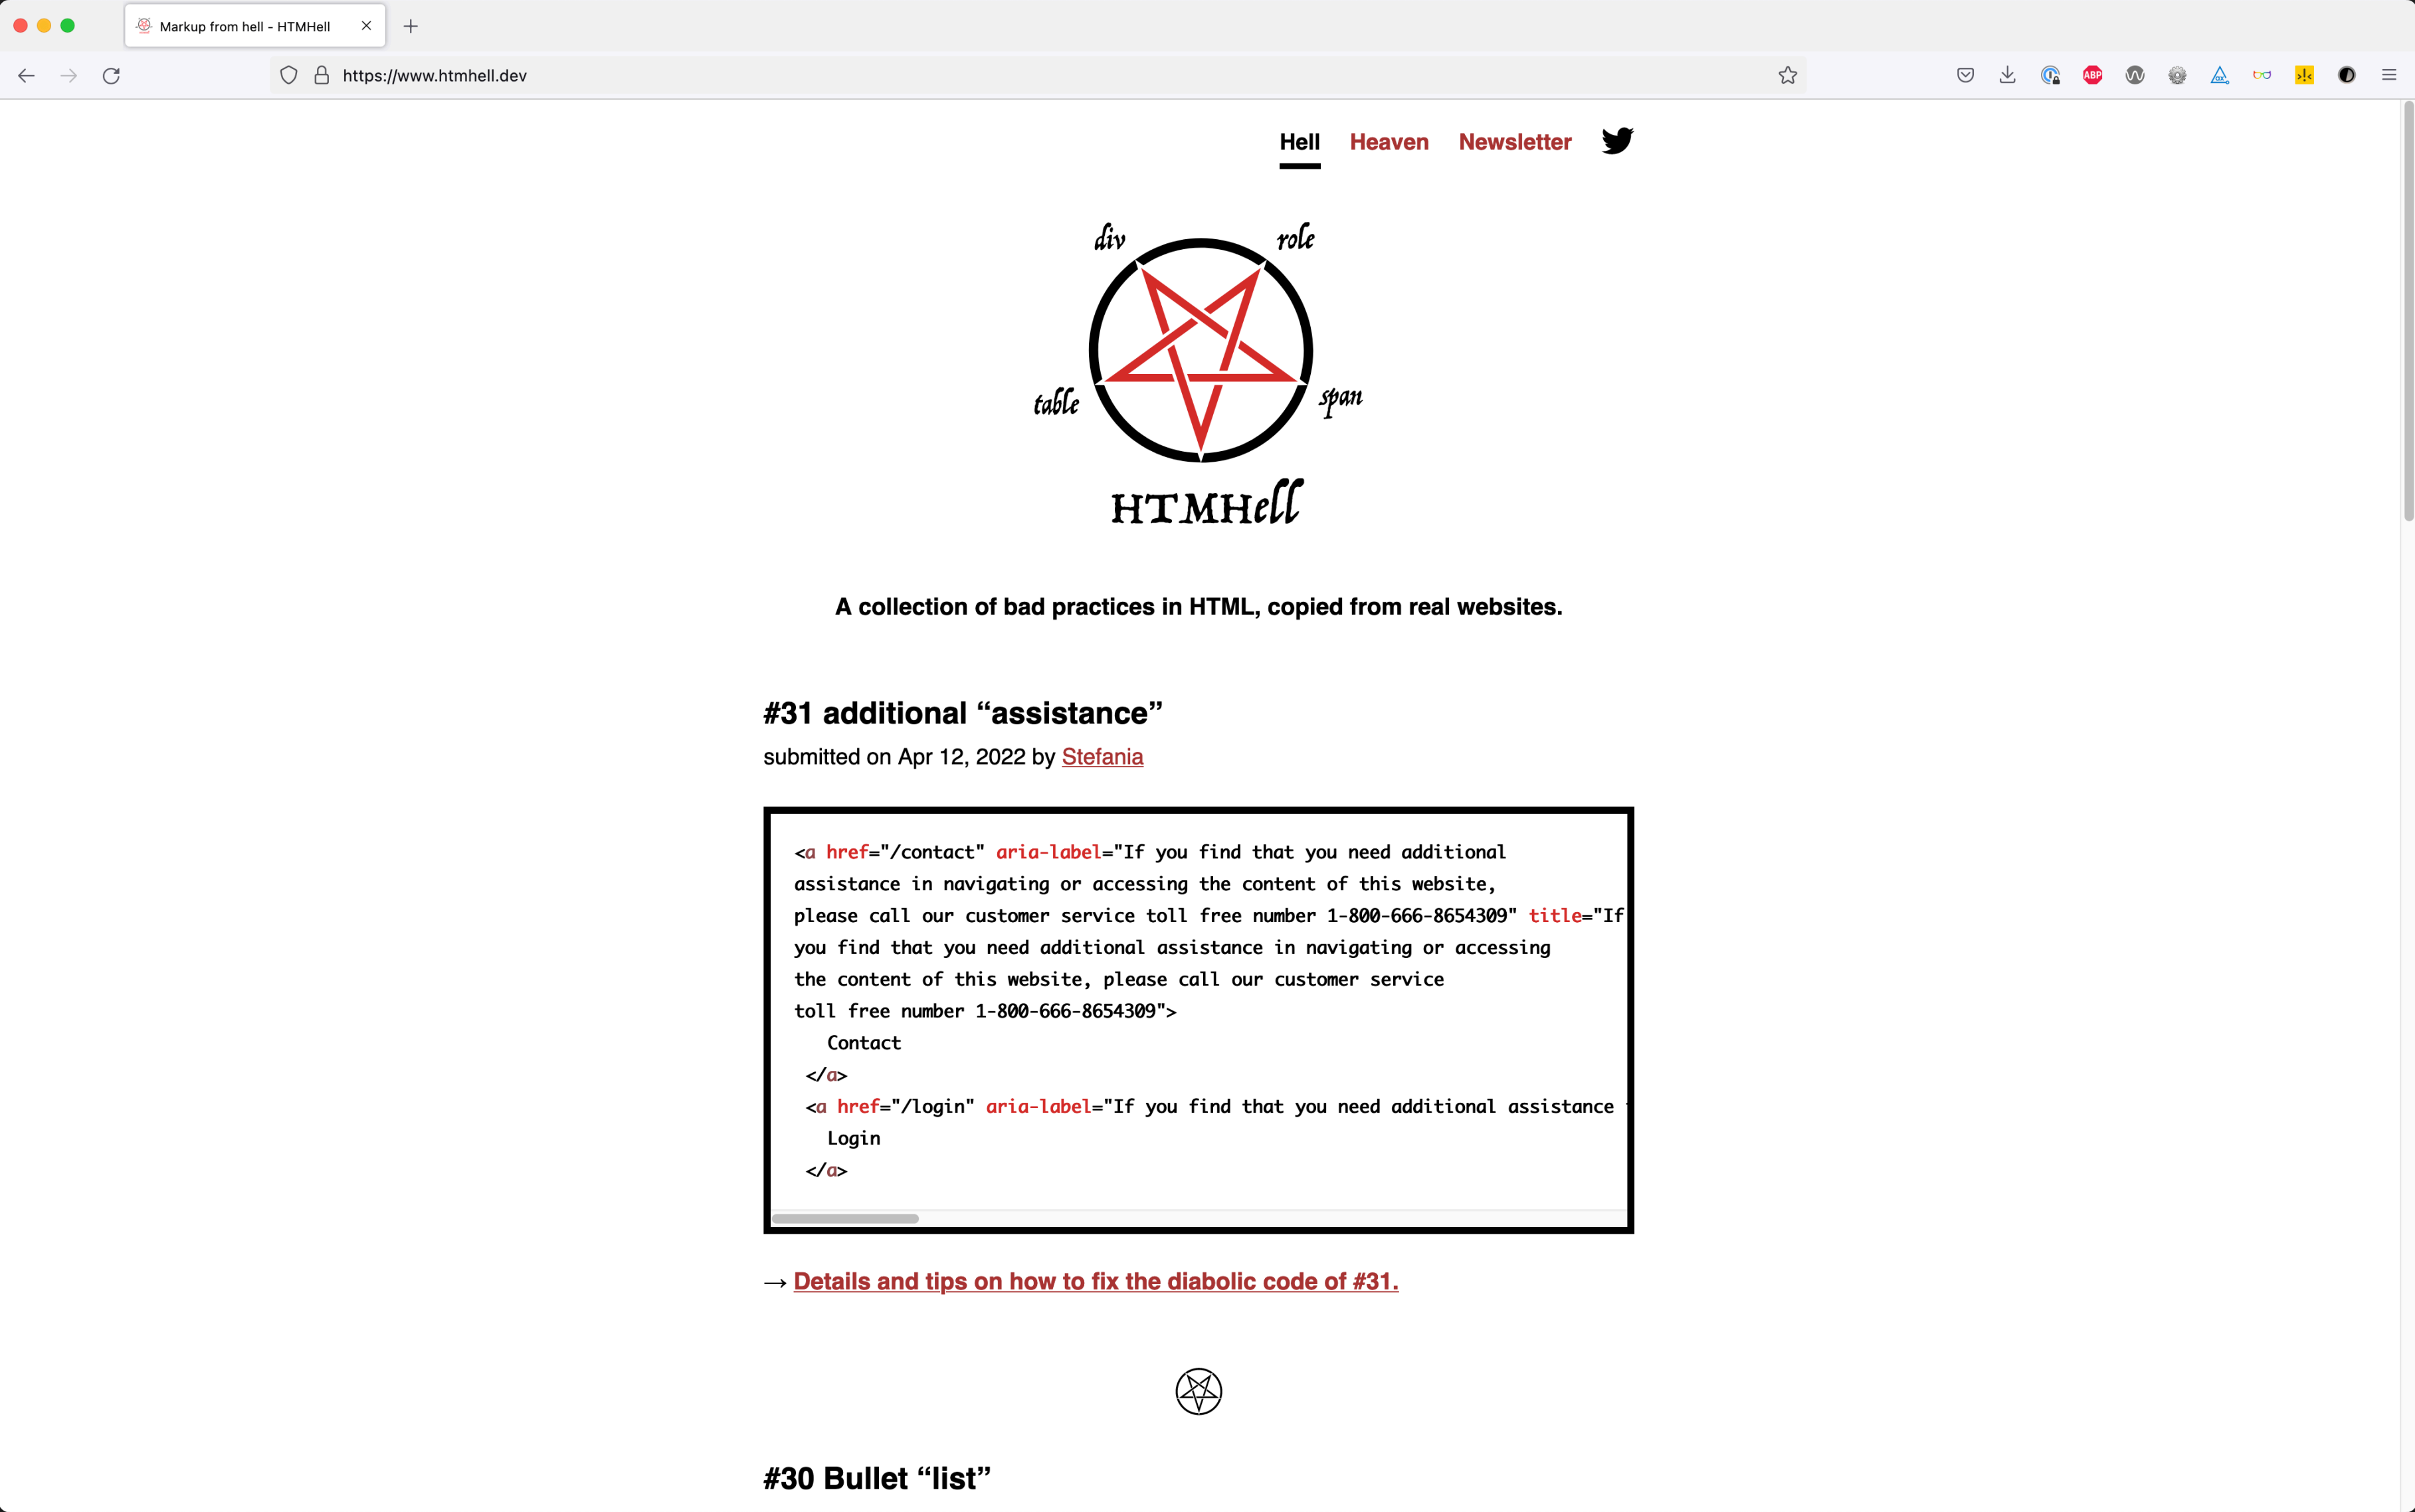 Markup from hell - HTMHell
https://www.htmhell.dev
ABP
Hell Heaven Newsletter
div role
table span
HTMHell
A collection of bad practices in HTML, copied from real websites.
#31 additional “assistance”
submitted on Apr 12, 2022 by Stefania
<a href="/contact" aria-label="If you find that you need additional
assistance in navigating or accessing the content of this website,
please call our customer service toll free number 1-800-666-8654309" title="If
you find that you need additional assistance in navigating or accessing
the content of this website, please call our customer service
toll free number 1-800-666-8654309">
Contact
</a>
<a href="/login" aria-label="If you find that you need additional assistance
Login
</a>
→ Details and tips on how to fix the diabolic code of #31.
#30 Bullet “list”